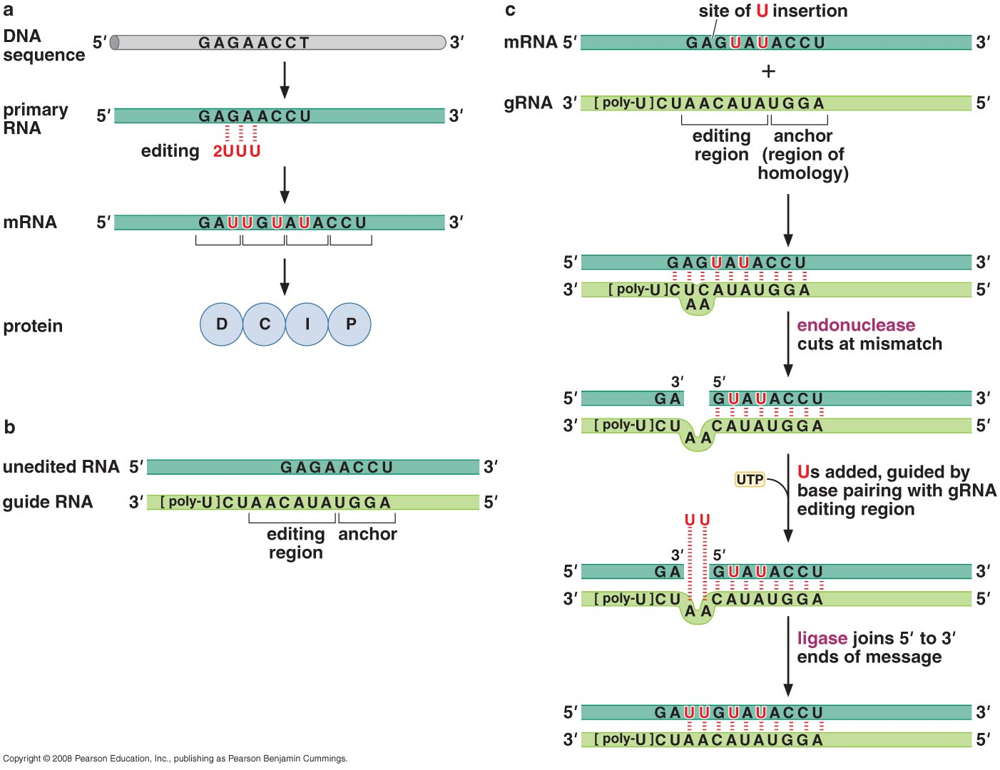 a
DNA
sequence
5′ GAGAACCT 3′
primary
RNA
5′ GAGAACCU 3′
editing 2UUU
mRNA 5′ GAUUGUAUACCU 3′
protein D C I P
b
unedited RNA 5′ GAGAACCU 3′
guide RNA 3′ [poly-U]CUAACAUAUGGA 5′
editing
region
anchor
c
site of U insertion
mRNA 5′ GAGUAUACCU 3′
+
gRNA 3′ [poly-U]CUAACAUAUGGA 5′
editing
region
anchor
(region of
homology)
5′ GAGUAUACCU 3′
3′ [poly-U]CUCAUAUGGA 5′
AA
endonuclease
cuts at mismatch
3′ 5′
5′ GA GUAUACCU 3′
3′ [poly-U]CU CAUAUGGA 5′
AA
UTP
Us added, guided by
base pairing with gRNA
editing region
UU
3′ 5′
5′ GA GUAUACCU 3′
3′ [poly-U]CU CAUAUGGA 5′
AA
ligase joins 5′ to 3′
ends of message
5′ GAUUGUAUACCU 3′
3′ [poly-U]CUAACAUAUGGA 5′
Copyright © 2008 Pearson Education, Inc., publishing as Pearson Benjamin Cummings.